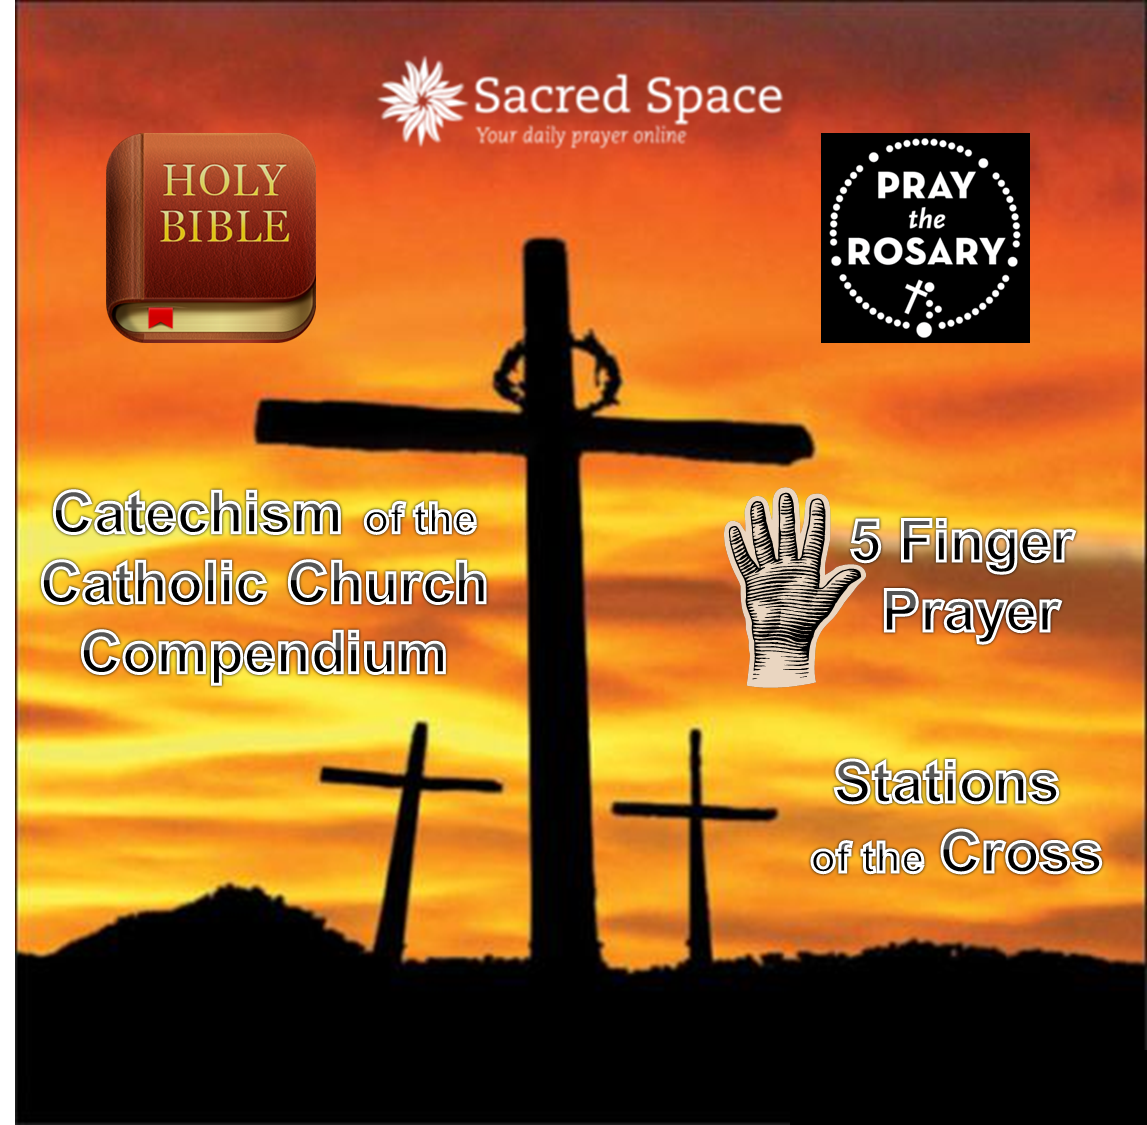 Sacred Space
Your daily prayer online
HOLY
BIBLE
PRAY
the
ROSARY
Catechism of the
Catholic Church
Compendium
5 Finger
Prayer
Stations
of the Cross